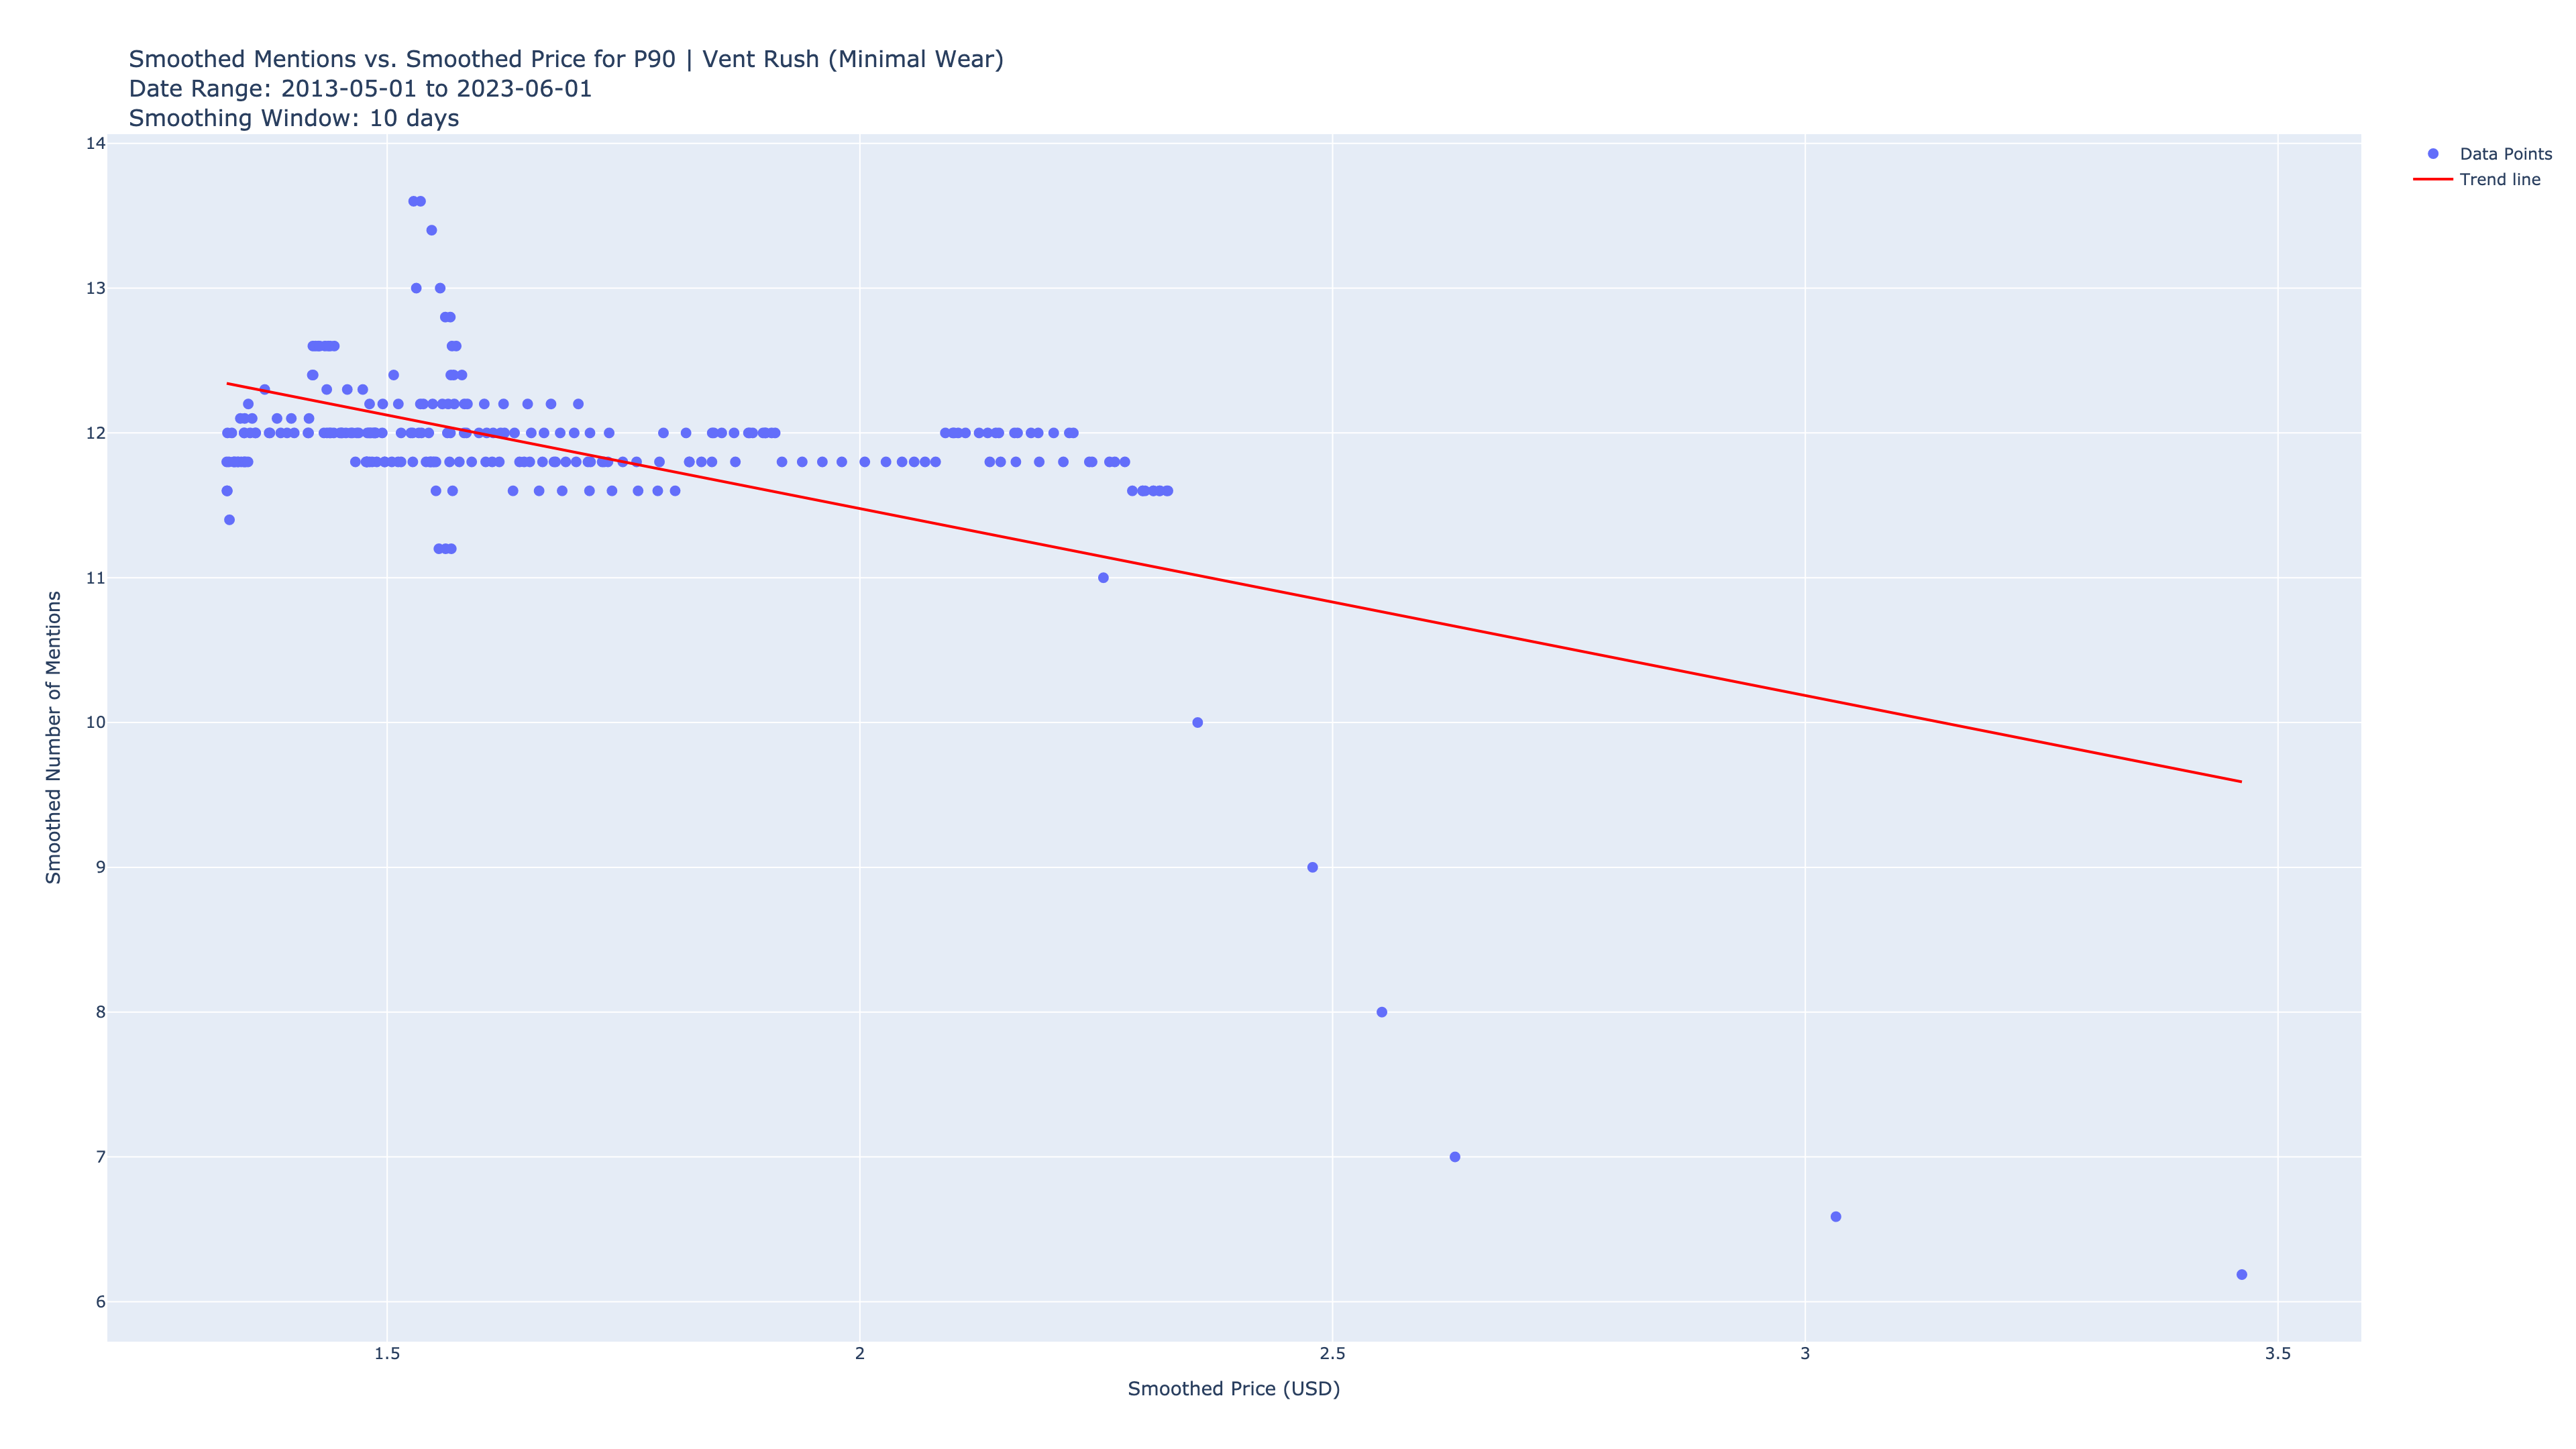 Smoothed Mentions vs. Smoothed Price for P90 | Vent Rush (Minimal Wear)
Date Range: 2013-05-01 to 2023-06-01
Smoothing Window: 10 days
Data Points
Trend line
Smoothed Number of Mentions
14
13
12
11
10
9
8
7
6
1.5
2
2.5
3
3.5
Smoothed Price (USD)